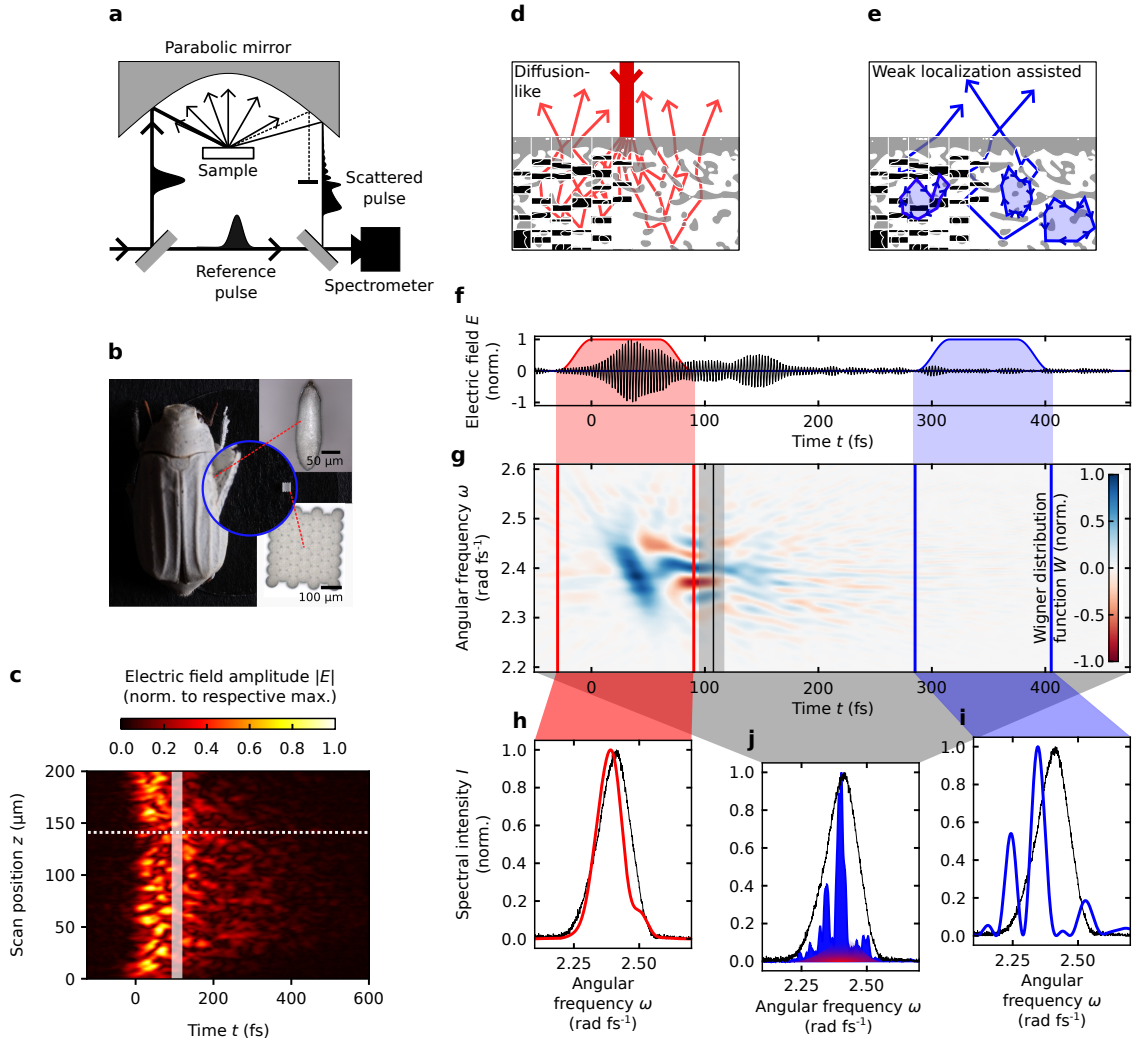 a
Parabolic mirror
Sample
Scattered
pulse
Reference
pulse
Spectrometer
b
50 µm
100 µm
c
Electric field amplitude |E|
(norm. to respective max.)
0.0 0.2 0.4 0.6 0.8 1.0
Scan position z (µm)
200
150
100
50
0
0 200 400 600
Time t (fs)
d
Diffusion-
like
e
Weak localization assisted
f
Electric field E
(norm.)
1
0
-1
0 100 200 300 400
Time t (fs)
g
Angular frequency ω
(rad fs⁻¹)
2.6
2.5
2.4
2.3
2.2
0 100 200 300 400
Time t (fs)
Wigner distribution
function W (norm.)
1.0
0.5
0.0
-0.5
-1.0
h
Spectral intensity I
(norm.)
1.0
0.8
0.6
0.4
0.2
0.0
2.25 2.50
Angular
frequency ω
(rad fs⁻¹)
j
1.0
0.8
0.6
0.4
0.2
0.0
2.25 2.50
Angular frequency ω
(rad fs⁻¹)
i
1.0
0.8
0.6
0.4
0.2
0.0
2.25 2.50
Angular
frequency ω
(rad fs⁻¹)